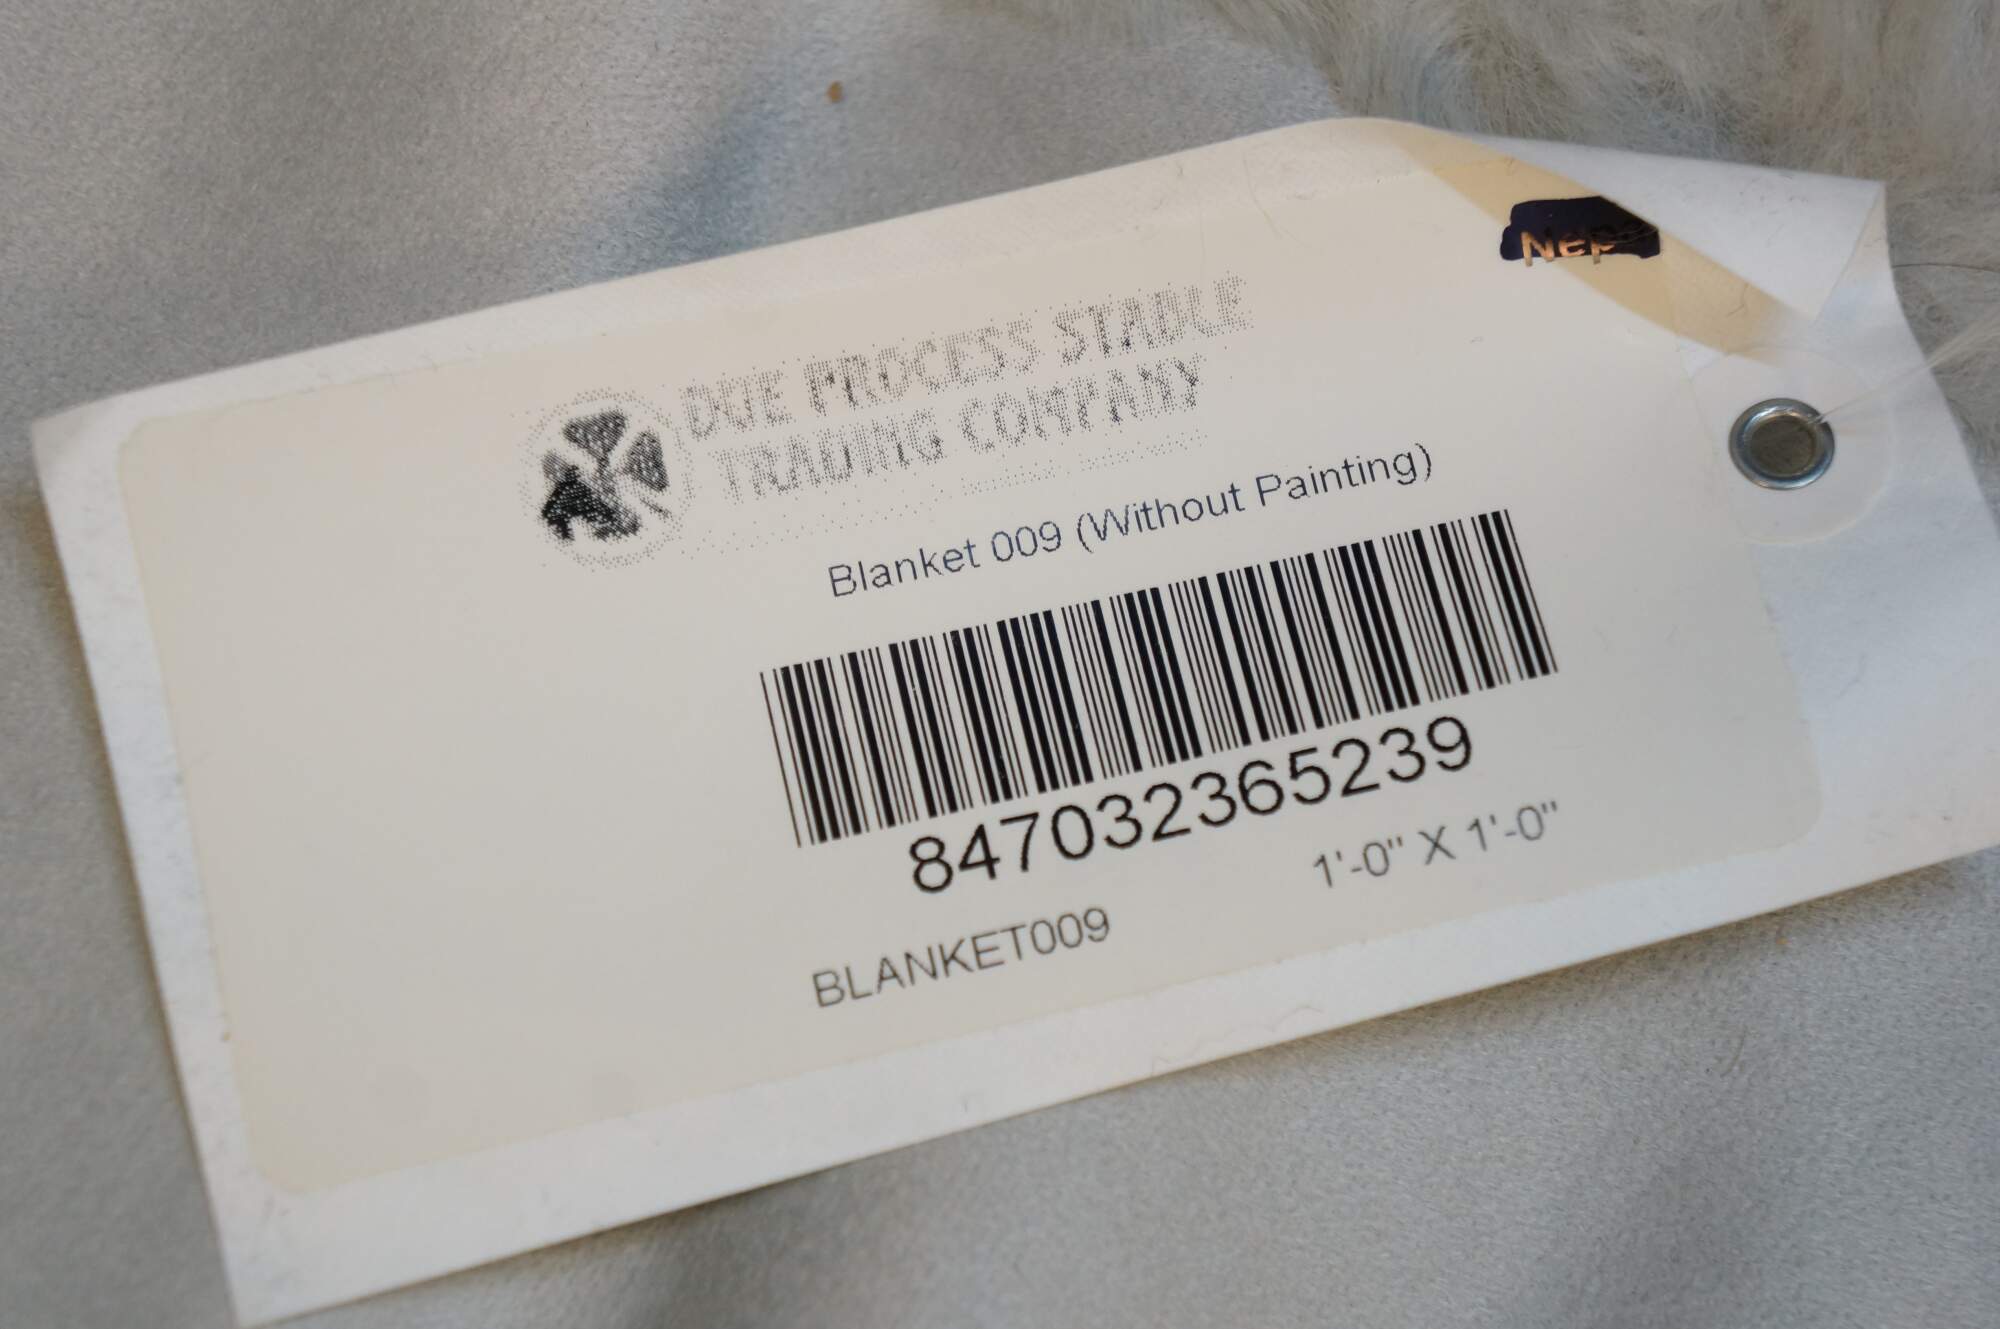 DUE PROCESS STABLE
TRADING COMPANY
Blanket 009 (Without Painting)
847032365239
1'-0" X 1'-0"
BLANKET009